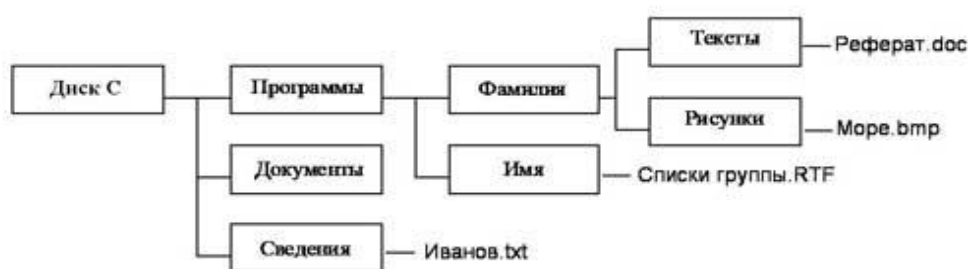 Тексты
Реферат.doc
Диск С
Программы
Фамилия
Рисунки
Море.bmp
Документы
Имя
Списки группы.RTF
Сведения
Иванов.txt